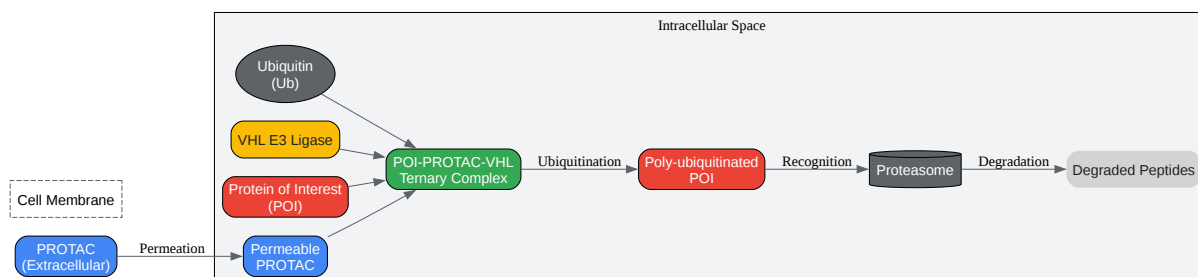 Intracellular Space
Ubiquitin
(Ub)
VHL E3 Ligase
Protein of Interest
(POI)
Cell Membrane
PROTAC
(Extracellular)
Permeation
Permeable
PROTAC
POI-PROTAC-VHL
Ternary Complex
Ubiquitination
Poly-ubiquitinated
POI
Recognition
Proteasome
Degradation
Degraded Peptides